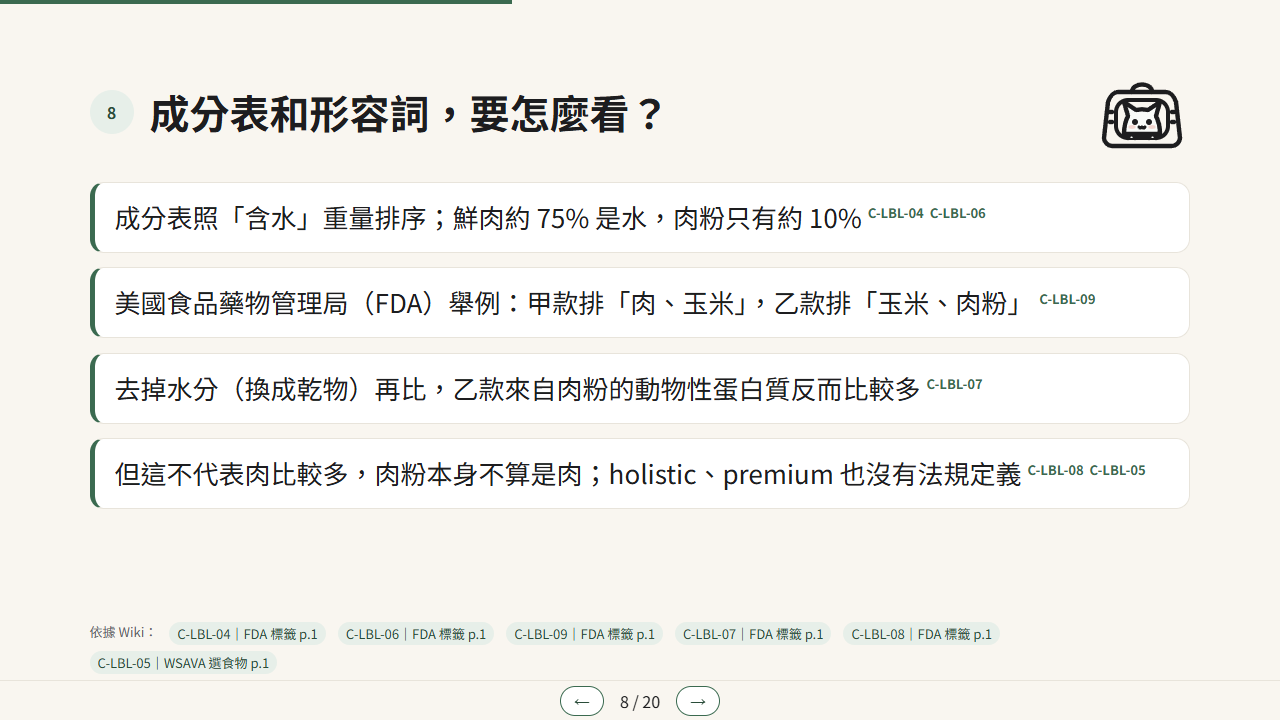 8 成分表和形容詞，要怎麼看？
成分表照「含水」重量排序；鮮肉約 75% 是水，肉粉只有約 10% C-LBL-04 C-LBL-06
美國食品藥物管理局（FDA）舉例：甲款排「肉、玉米」，乙款排「玉米、肉粉」 C-LBL-09
去掉水分（換成乾物）再比，乙款來自肉粉的動物性蛋白質反而比較多 C-LBL-07
但這不代表肉比較多，肉粉本身不算是肉；holistic、premium 也沒有法規定義 C-LBL-08 C-LBL-05
依據 Wiki： C-LBL-04｜FDA 標籤 p.1 C-LBL-06｜FDA 標籤 p.1 C-LBL-09｜FDA 標籤 p.1 C-LBL-07｜FDA 標籤 p.1 C-LBL-08｜FDA 標籤 p.1
C-LBL-05｜WSAVA 選食物 p.1
← 8 / 20 →